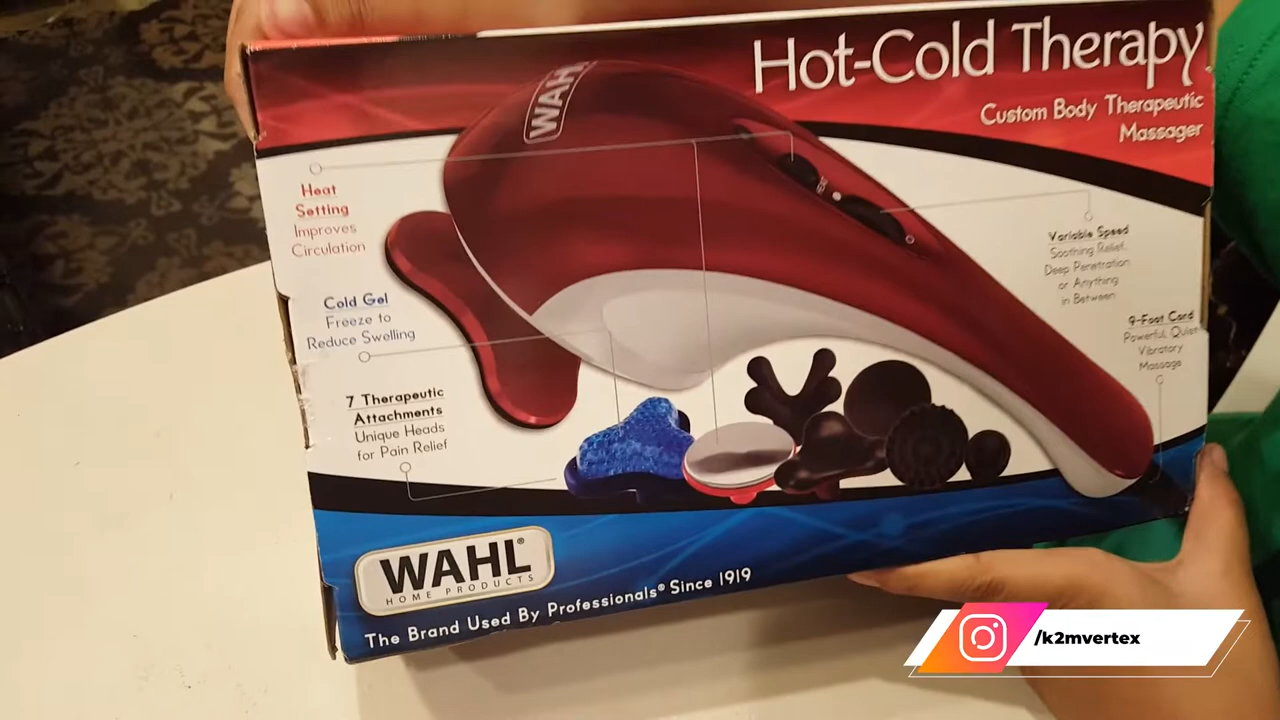 Hot-Cold Therapy
Custom Body Therapeutic
Massager
WAHL
HEAT
Heat
Setting
Improves
Circulation
Cold Gel
Freeze to
Reduce Swelling
7 Therapeutic
Attachments
Unique Heads
for Pain Relief
Variable Speed
Soothing Relief,
Deep Penetration
or Anything
in Between
9-Foot Cord
Powerful, Quiet
Vibratory
Massage
WAHL®
HOME PRODUCTS
The Brand Used By Professionals® Since 1919
/k2mvertex